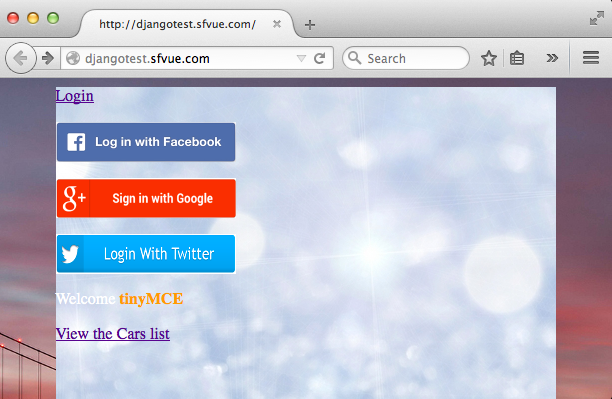 http://djangotest.sfvue.com/
djangotest.sfvue.com
Search
Login
Log in with Facebook
g+ Sign in with Google
Login With Twitter
Welcome tinyMCE
View the Cars list